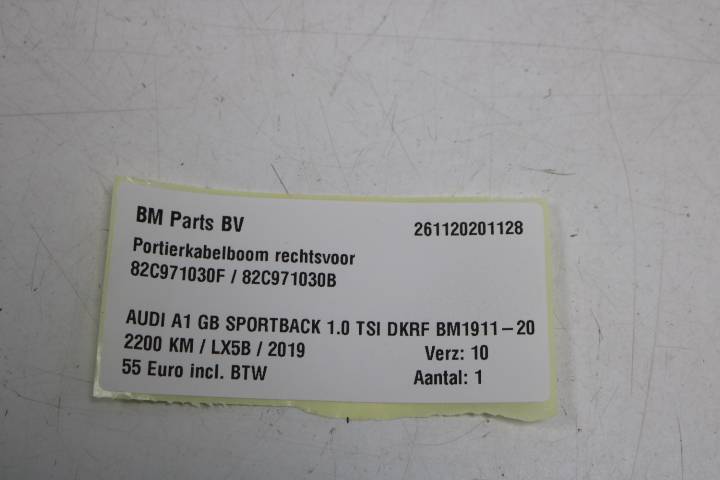 BM Parts BV 261120201128
Portierkabelboom rechtsvoor
82C971030F / 82C971030B
AUDI A1 GB SPORTBACK 1.0 TSI DKRF BM1911-20
2200 KM / LX5B / 2019 Verz: 10
55 Euro incl. BTW Aantal: 1